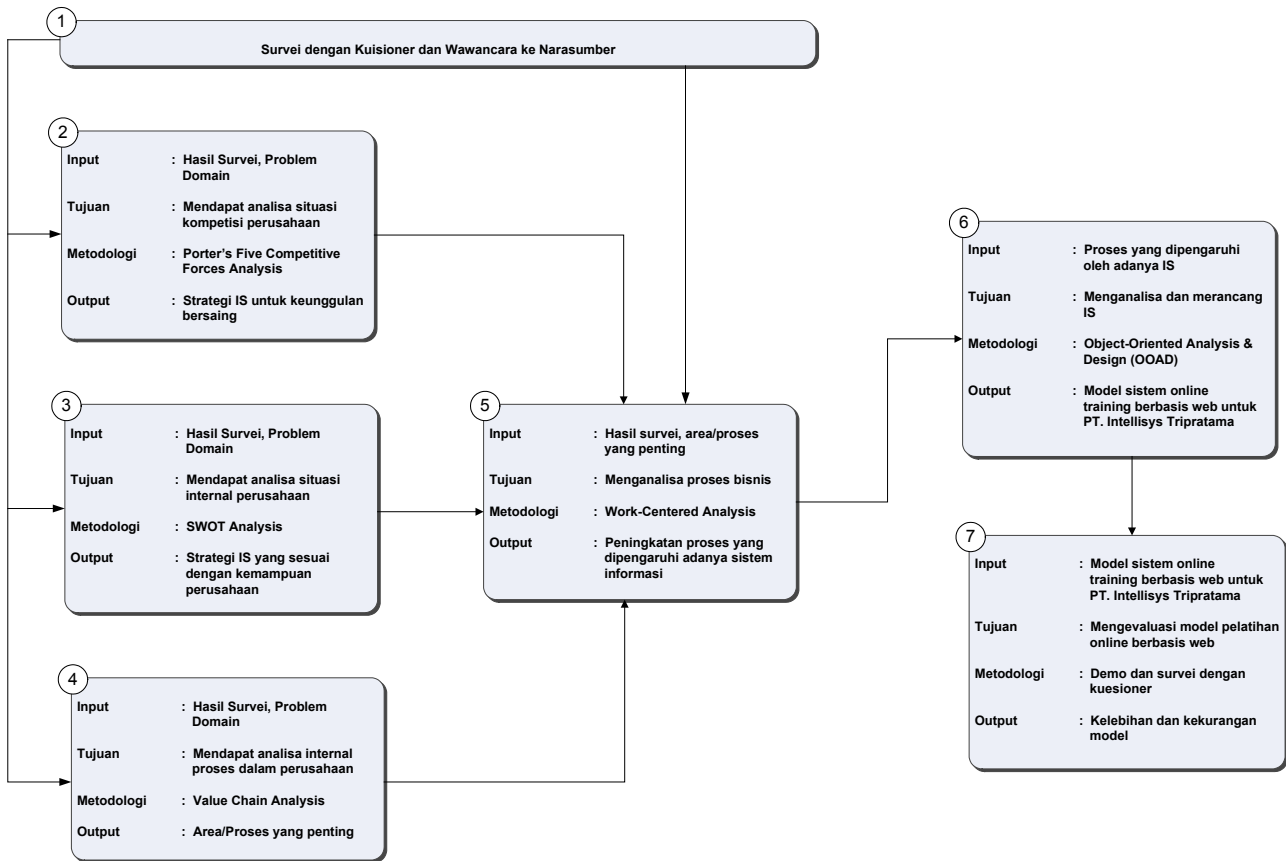 1
Survei dengan Kuisioner dan Wawancara ke Narasumber
2
Input : Hasil Survei, Problem
Domain
Tujuan : Mendapat analisa situasi
kompetisi perusahaan
Metodologi : Porter's Five Competitive
Forces Analysis
Output : Strategi IS untuk keunggulan
bersaing
3
Input : Hasil Survei, Problem
Domain
Tujuan : Mendapat analisa situasi
internal perusahaan
Metodologi : SWOT Analysis
Output : Strategi IS yang sesuai
dengan kemampuan
perusahaan
4
Input : Hasil Survei, Problem
Domain
Tujuan : Mendapat analisa internal
proses dalam perusahaan
Metodologi : Value Chain Analysis
Output : Area/Proses yang penting
5
Input : Hasil survei, area/proses
yang penting
Tujuan : Menganalisa proses bisnis
Metodologi : Work-Centered Analysis
Output : Peningkatan proses yang
dipengaruhi adanya sistem
informasi
6
Input : Proses yang dipengaruhi
oleh adanya IS
Tujuan : Menganalisa dan merancang
IS
Metodologi : Object-Oriented Analysis &
Design (OOAD)
Output : Model sistem online
training berbasis web untuk
PT. Intellisys Tripratama
7
Input : Model sistem online
training berbasis web untuk
PT. Intellisys Tripratama
Tujuan : Mengevaluasi model pelatihan
online berbasis web
Metodologi : Demo dan survei dengan
kuesioner
Output : Kelebihan dan kekurangan
model